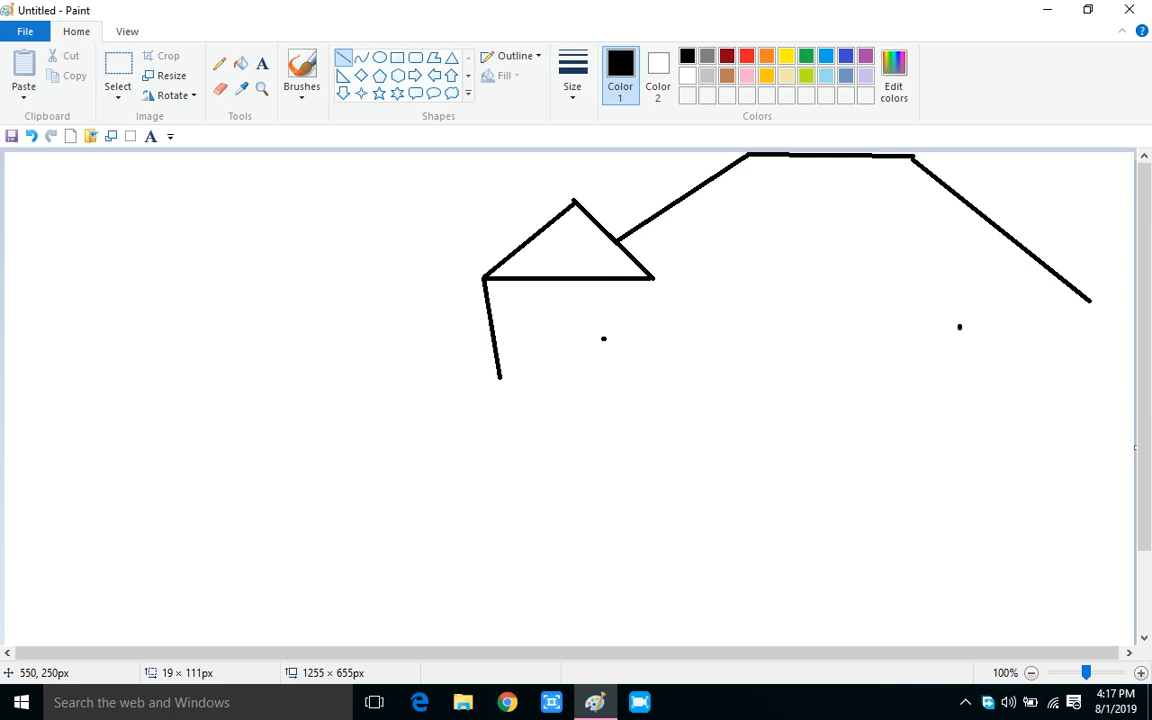 Untitled - Paint
File Home View
Paste
Cut
Copy
Clipboard
Select
Crop
Resize
Rotate
Image
A
Tools
Brushes
Outline
Fill
Shapes
Size
Color 1
Color 2
Edit colors
Colors
A
550, 250px
19 × 111px
1255 × 655px
100%
Search the web and Windows
4:17 PM
8/1/2019